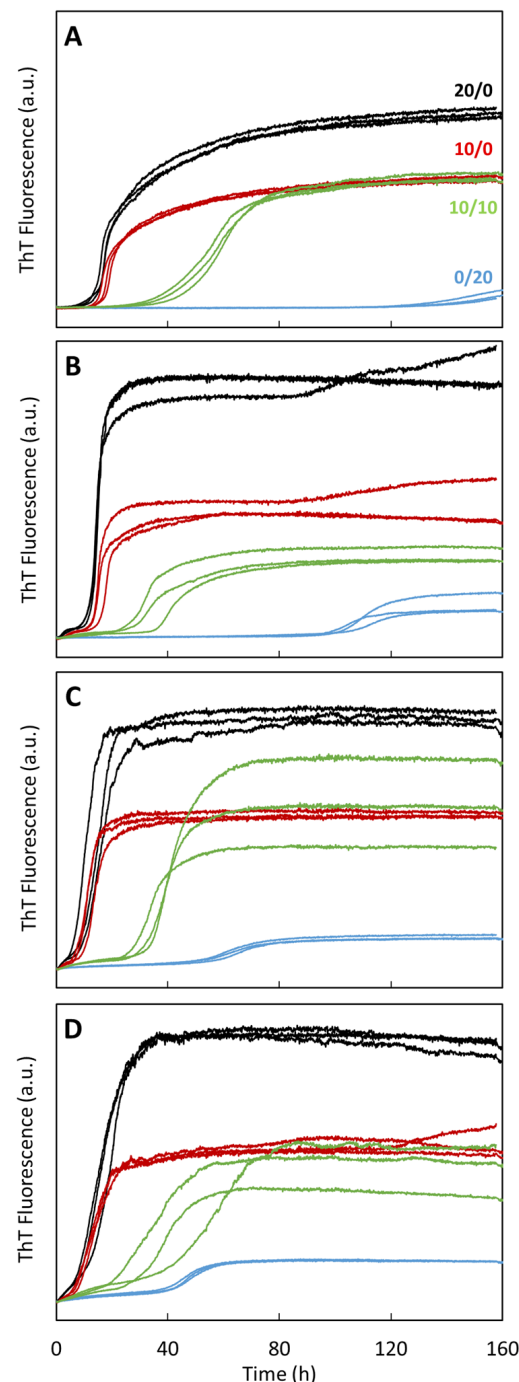 A
ThT Fluorescence (a.u.)
20/0
10/0
10/10
0/20
B
ThT Fluorescence (a.u.)
C
ThT Fluorescence (a.u.)
D
ThT Fluorescence (a.u.)
0 40 80 120 160
Time (h)